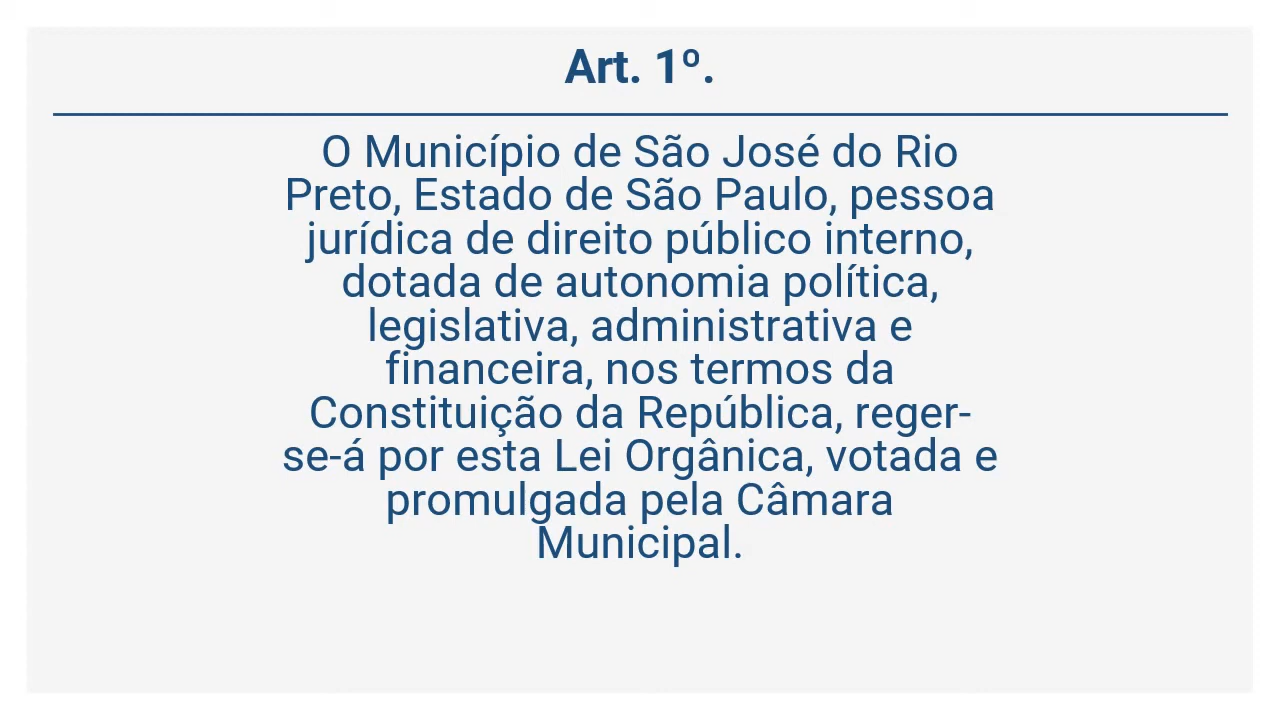 Art. 1º.
O Município de São José do Rio
Preto, Estado de São Paulo, pessoa
jurídica de direito público interno,
dotada de autonomia política,
legislativa, administrativa e
financeira, nos termos da
Constituição da República, reger-
se-á por esta Lei Orgânica, votada e
promulgada pela Câmara
Municipal.